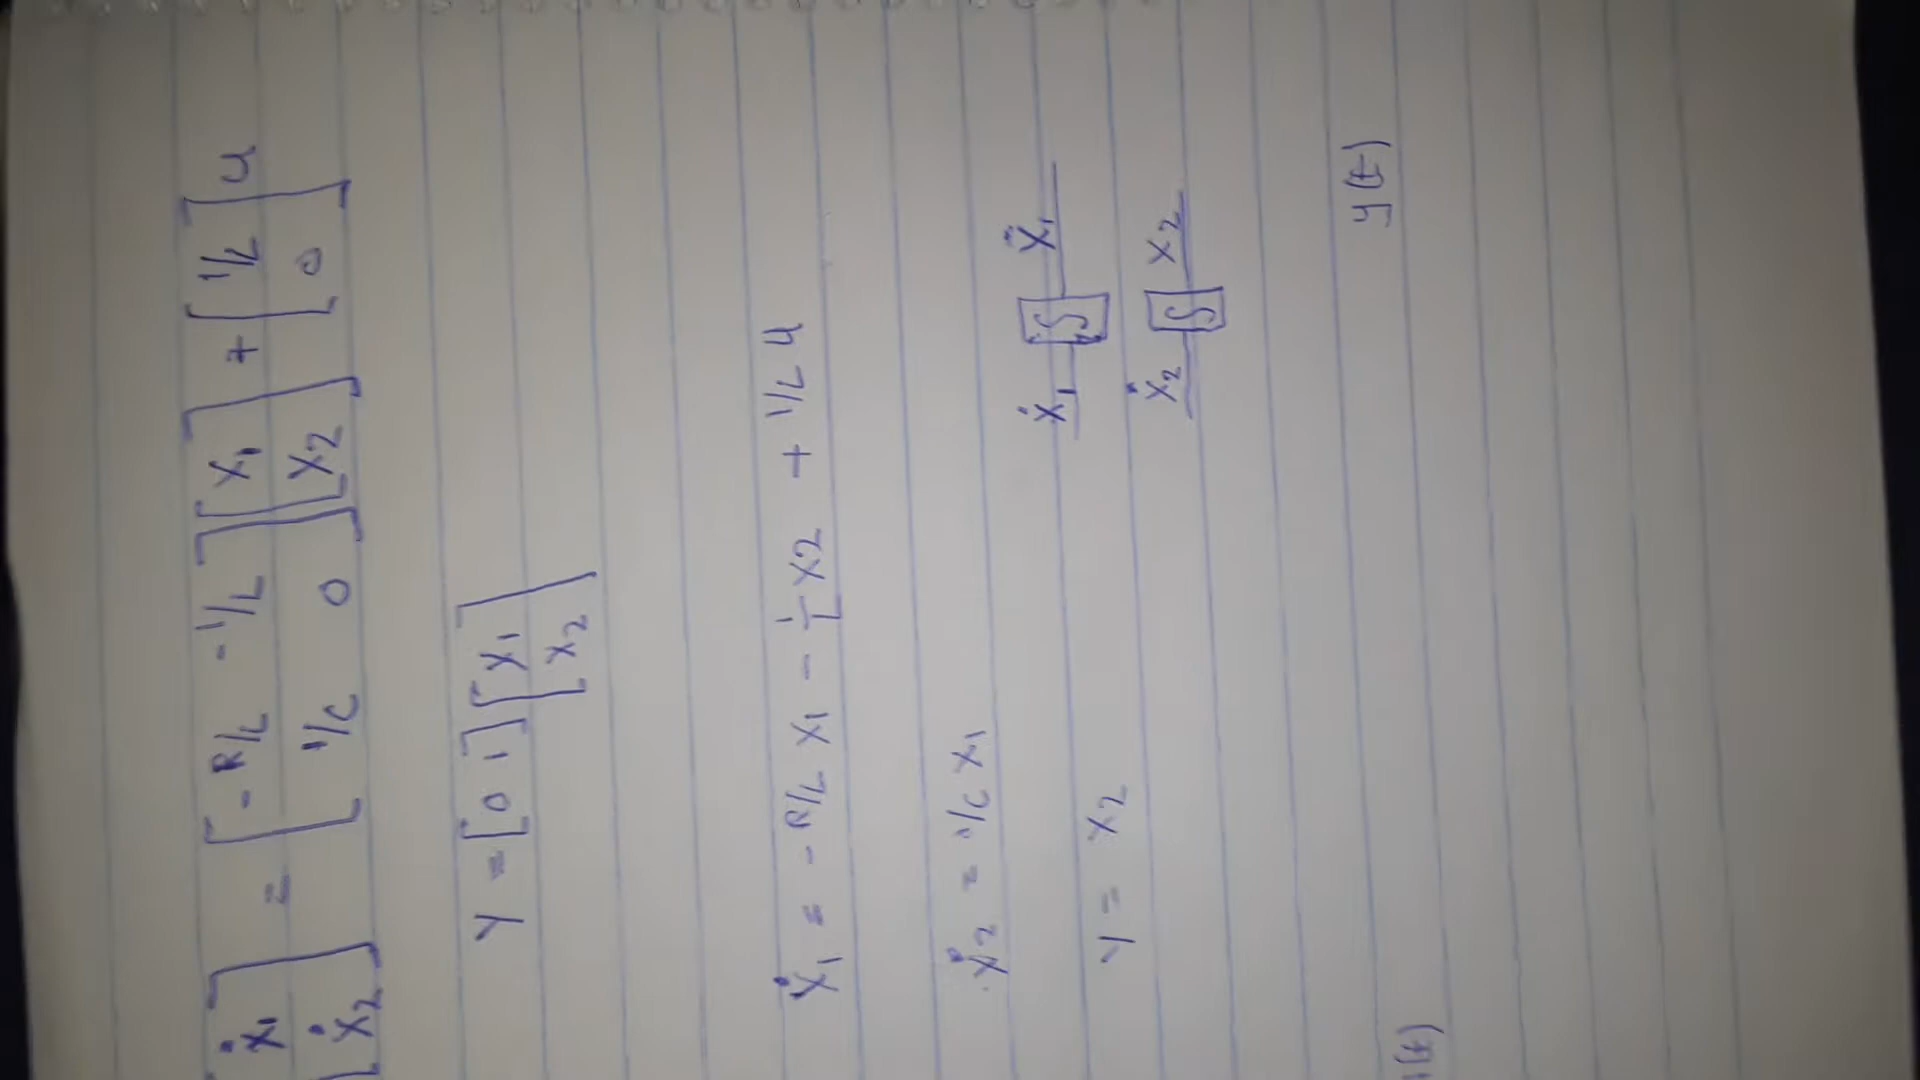 [ẋ1 ẋ2] = [-R/L -1/L 1/C 0] [x1 x2] + [1/L 0] u
y = [0 1] [x1 x2]
ẋ1 = -R/L x1 - 1/L x2 + 1/L u
ẋ2 = 1/C x1
ẋ1 ∫ ẋ1
y = x2
ẋ2 ∫ x2
(t) y(t)